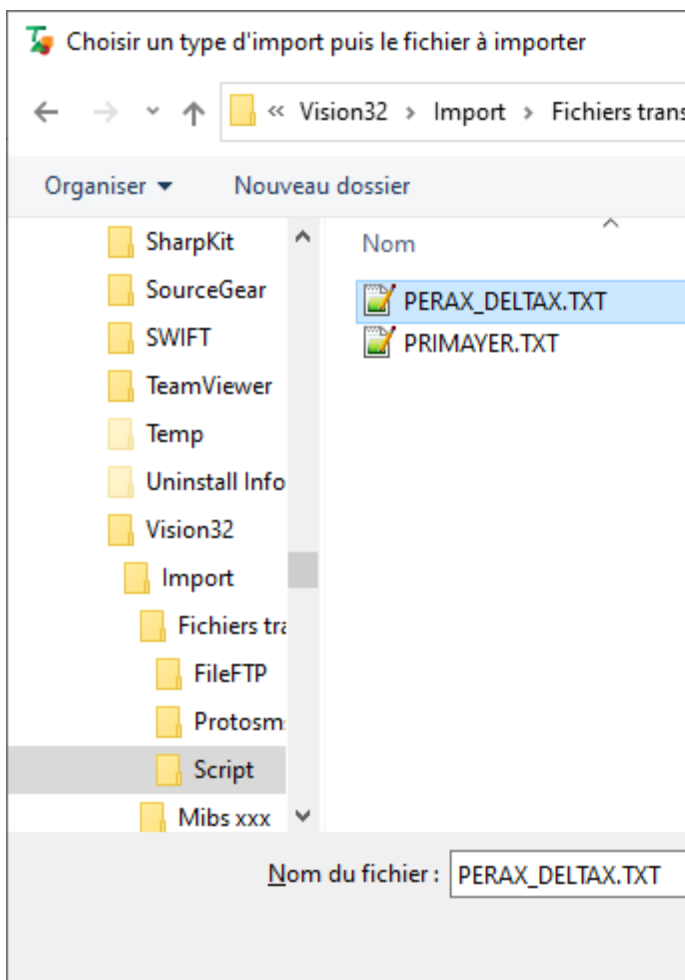 Choisir un type d'import puis le fichier à importer
« Vision32 > Import > Fichiers trans
Organiser Nouveau dossier
Nom
SharpKit
SourceGear
SWIFT
TeamViewer
Temp
Uninstall Info
Vision32
Import
Fichiers tra
FileFTP
Protosm
Script
Mibs xxx
PERAX_DELTAX.TXT
PRIMAYER.TXT
Nom du fichier : PERAX_DELTAX.TXT